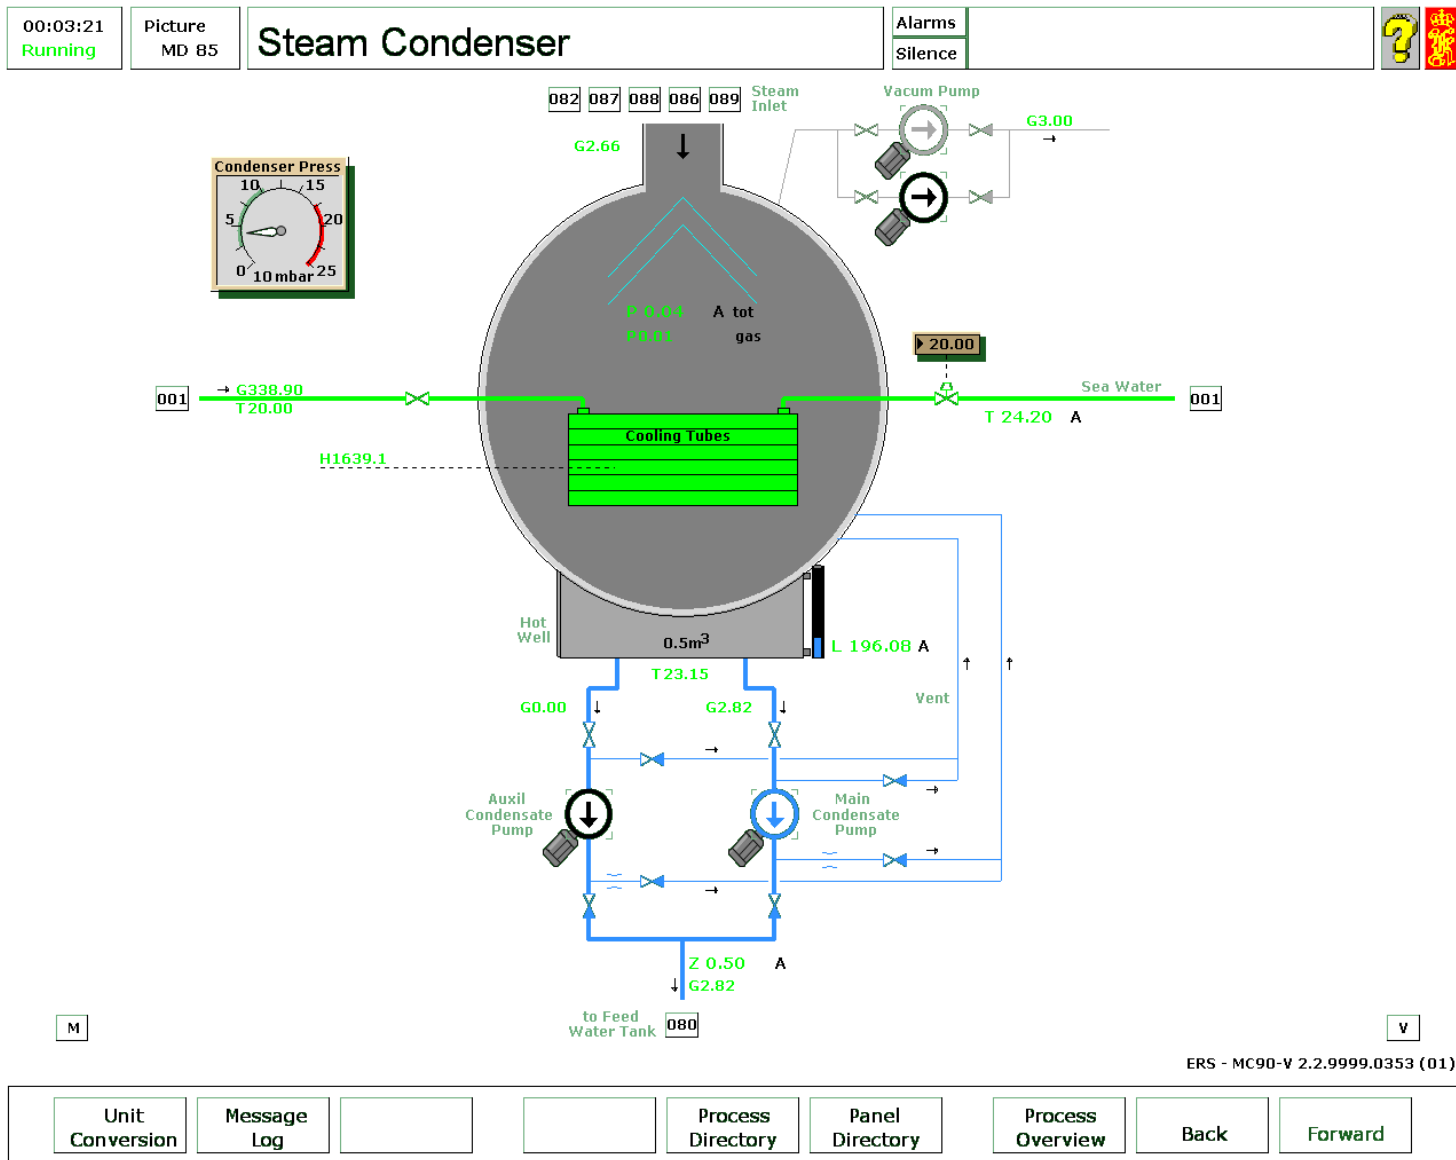 00:03:21
Running
Picture
MD 85
Steam Condenser
Alarms
Silence
?
082 087 088 086 089
Steam
Inlet
Vacum Pump
G3.00
G2.66
Condenser Press
10 15
5 20
0 25
10 mbar
P 0.04 A tot
P0.01 gas
20.00
001
G338.90
T20.00
Sea Water
001
T 24.20 A
Cooling Tubes
H1639.1
Hot
Well
0.5m3
L 196.08 A
T23.15
G0.00
G2.82
Vent
Auxil
Condensate
Pump
Main
Condensate
Pump
Z 0.50 A
G2.82
to Feed
Water Tank
080
M
V
ERS - MC90-V 2.2.9999.0353 (01)
Unit
Conversion
Message
Log
Process
Directory
Panel
Directory
Process
Overview
Back
Forward